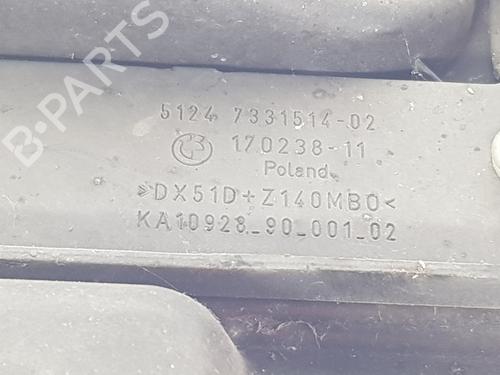 B-PARTS
5124 7331514-02
170238-11
Poland
>DX51D+Z140MBO<
KA10928_90_001_02